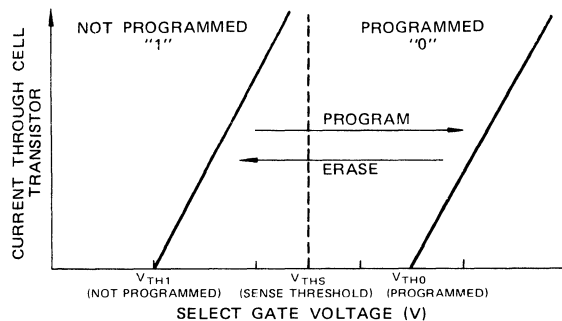 NOT PROGRAMMED
"1"
PROGRAMMED
"0"
PROGRAM
ERASE
CURRENT THROUGH CELL
TRANSISTOR
VTH1
(NOT PROGRAMMED)
VTHS
(SENSE THRESHOLD)
VTH0
(PROGRAMMED)
SELECT GATE VOLTAGE (V)